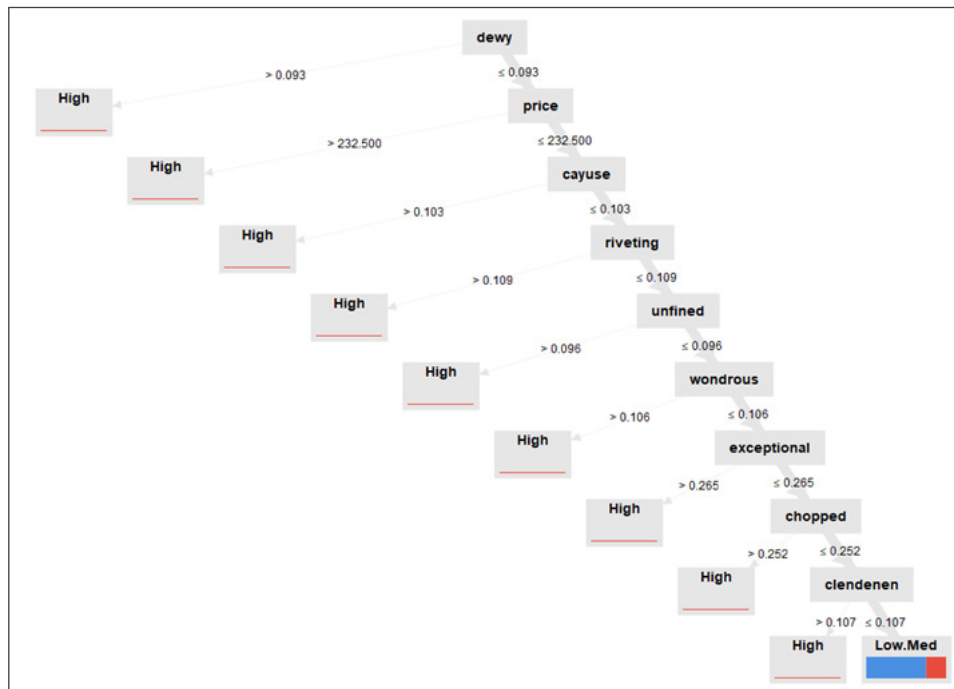 dewy
> 0.093
≤ 0.093
High
price
> 232.500
≤ 232.500
High
cayuse
> 0.103
≤ 0.103
High
riveting
> 0.109
≤ 0.109
High
unfined
> 0.096
≤ 0.096
High
wondrous
> 0.106
≤ 0.106
High
exceptional
> 0.265
≤ 0.265
High
chopped
> 0.252
≤ 0.252
High
clendenen
> 0.107
≤ 0.107
High
Low.Med